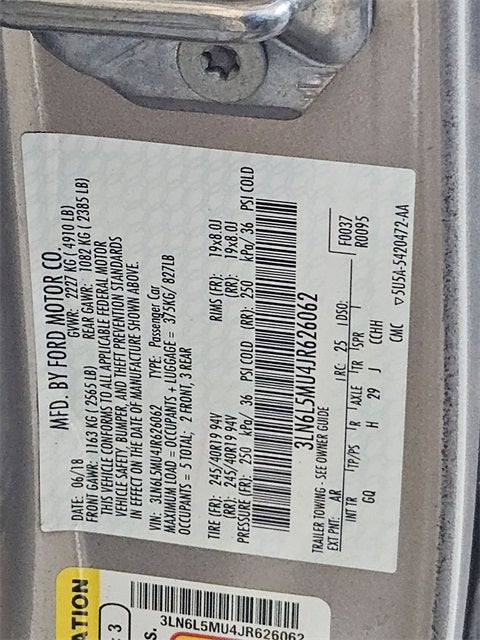 MFD. BY FORD MOTOR CO.
DATE: 06/18 GVWR: 2227 KG ( 4910 LB)
FRONT GAWR: 1163 KG ( 2565 LB) REAR GAWR: 1082 KG ( 2385 LB)
THIS VEHICLE CONFORMS TO ALL APPLICABLE FEDERAL MOTOR
VEHICLE SAFETY, BUMPER, AND THEFT PREVENTION STANDARDS
IN EFFECT ON THE DATE OF MANUFACTURE SHOWN ABOVE.
VIN: 3LN6L5MU4JR626062 TYPE: Passenger Car
MAXIMUM LOAD = OCCUPANTS + LUGGAGE = 375KG/ 827LB
OCCUPANTS = 5 TOTAL; 2 FRONT, 3 REAR
TIRE (FR): 245/40R19 94V RIMS (FR): 19x8.0J
(RR): 245/40R19 94V (RR): 19x8.0J
PRESSURE (FR): 250 kPa/ 36 PSI COLD (RR): 250 kPa/ 36 PSI COLD
3LN6L5MU4JR626062
TRAILER TOWING - SEE OWNER GUIDE
F0037
R0095
EXT PNT: AR RC: 25 DSO:
INT TR TP/PS R AXLE TR SPR
GQ H 29 J CCHH
CMC ▽5U5A-5420472-AA
3LN6L5MU4JR626062
: 3